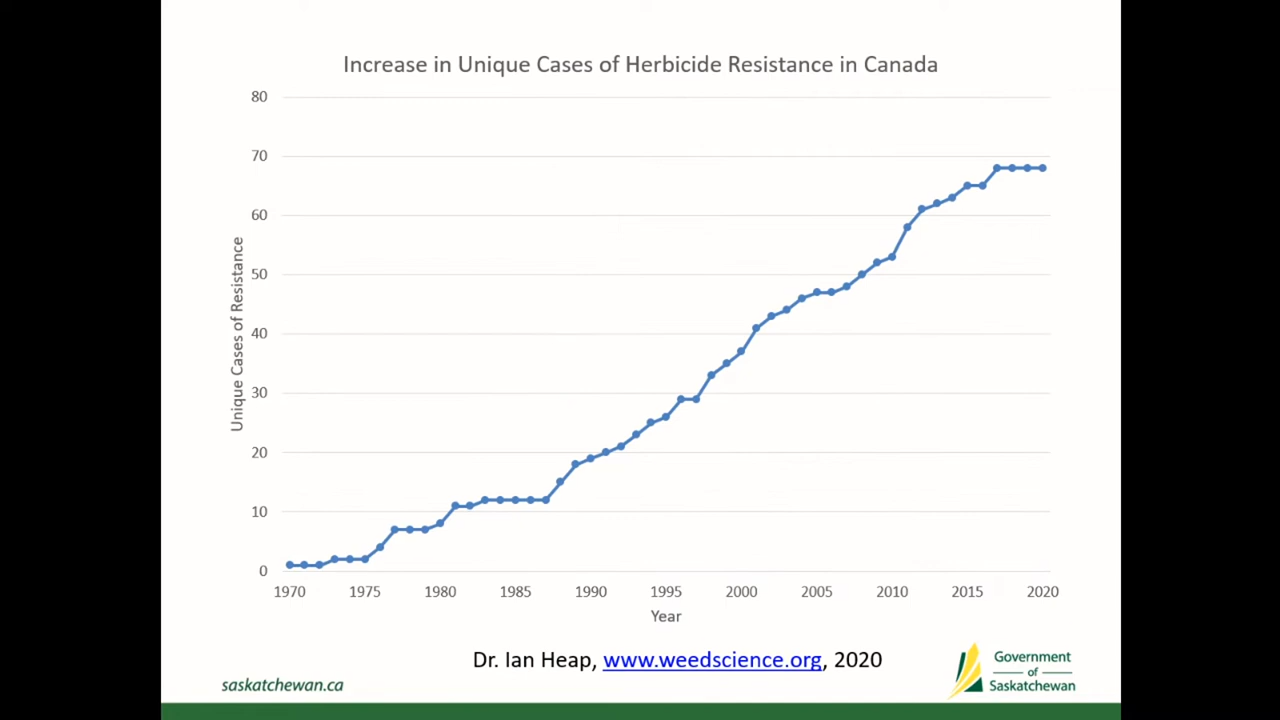 Increase in Unique Cases of Herbicide Resistance in Canada
80
70
60
50
40
30
20
10
0
Unique Cases of Resistance
1970 1975 1980 1985 1990 1995 2000 2005 2010 2015 2020
Year
Dr. Ian Heap, www.weedscience.org, 2020
saskatchewan.ca
Government
of
Saskatchewan